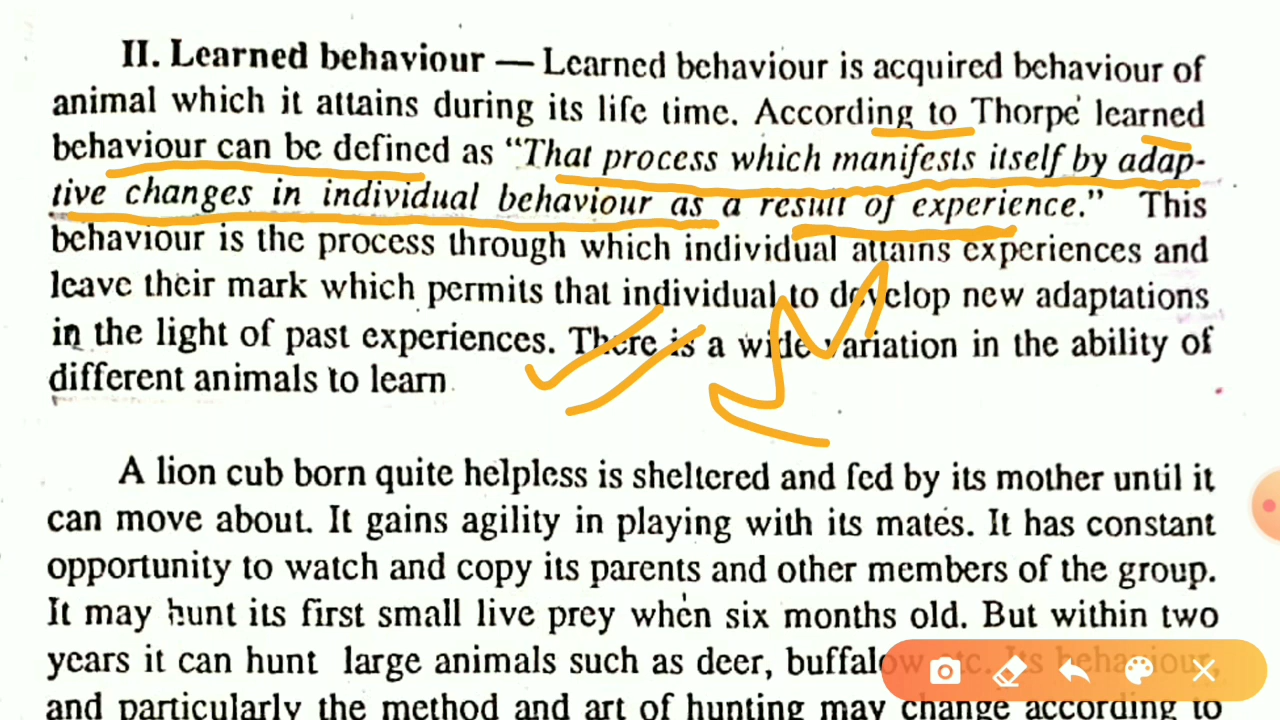 II. Learned behaviour — Learned behaviour is acquired behaviour of
animal which it attains during its life time. According to Thorpe learned
behaviour can be defined as “That process which manifests itself by adap-
tive changes in individual behaviour as a result of experience.” This
behaviour is the process through which individual attains experiences and
leave their mark which permits that individual to develop new adaptations
in the light of past experiences. There is a wide variation in the ability of
different animals to learn
A lion cub born quite helpless is sheltered and fed by its mother until it
can move about. It gains agility in playing with its mates. It has constant
opportunity to watch and copy its parents and other members of the group.
It may hunt its first small live prey when six months old. But within two
years it can hunt large animals such as deer, buffalow etc. Its behaviour,
and particularly the method and art of hunting may change according to